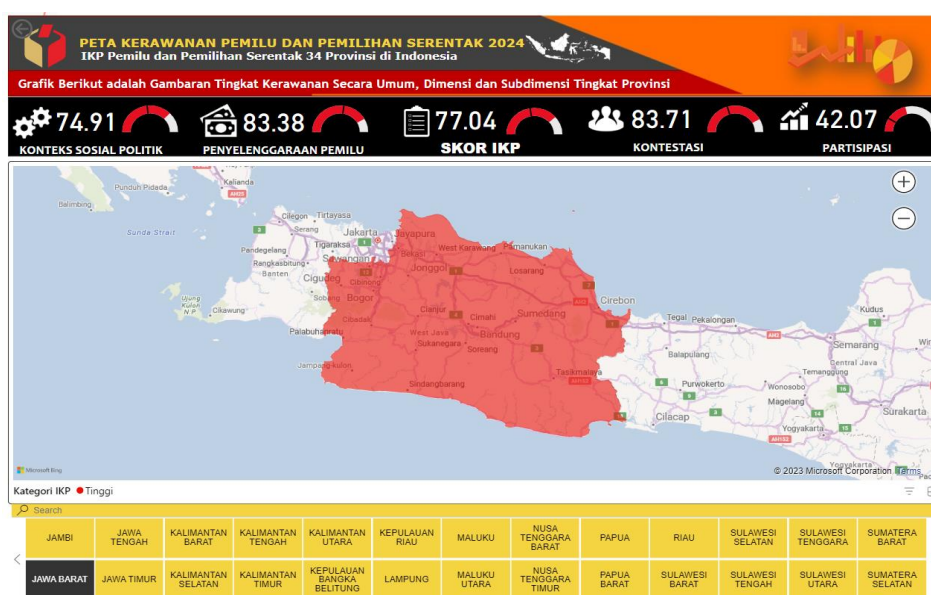 PETA KERAWANAN PEMILU DAN PEMILIHAN SERENTAK 2024
IKP Pemilu dan Pemilihan Serentak 34 Provinsi di Indonesia
Grafik Berikut adalah Gambaran Tingkat Kerawanan Secara Umum, Dimensi dan Subdimensi Tingkat Provinsi
74.91
KONTEKS SOSIAL POLITIK
83.38
PENYELENGGARAAN PEMILU
77.04
SKOR IKP
83.71
KONTESTASI
42.07
PARTISIPASI
Punduh Pidada
Kalianda
Balimbing
Sunda Strait
Cilegon
Tirtayasa
Serang
Jakarta
Jayapura
Pandegelang
Tigaraksa
Bekasi
West Karawang
Pamanukan
Rangkasbitung
Sawangan
Banten
Cigudeg
Cibinong
Jonggol
Losarang
Ujung
Kulon
N P
Cikawung
Sobang
Bogor
Cirebon
Cibadak
Cianjur
Cimahi
Sumedang
Tegal
Pekalongan
Kudus
Palabuhanratu
West Java
Bandung
Sukanegara
Soreang
Balapulang
Semarang
Central Java
Jampang-kulon
Tasikmalaya
Temanggung
Sindangbarang
Purwokerto
Wonosobo
Magelang
Cilacap
Surakarta
Yogyakarta
Yogyakarta
Microsoft Bing
© 2023 Microsoft Corporation Terms
Kategori IKP Tinggi
Search
JAMBI
JAWA
TENGAH
KALIMANTAN
BARAT
KALIMANTAN
TENGAH
KALIMANTAN
UTARA
KEPULAUAN
RIAU
MALUKU
NUSA
TENGGARA
BARAT
PAPUA
RIAU
SULAWESI
SELATAN
SULAWESI
TENGGARA
SUMATERA
BARAT
JAWA BARAT
JAWA TIMUR
KALIMANTAN
SELATAN
KALIMANTAN
TIMUR
KEPULAUAN
BANGKA
BELITUNG
LAMPUNG
MALUKU
UTARA
NUSA
TENGGARA
TIMUR
PAPUA
BARAT
SULAWESI
BARAT
SULAWESI
TENGAH
SULAWESI
UTARA
SUMATERA
SELATAN